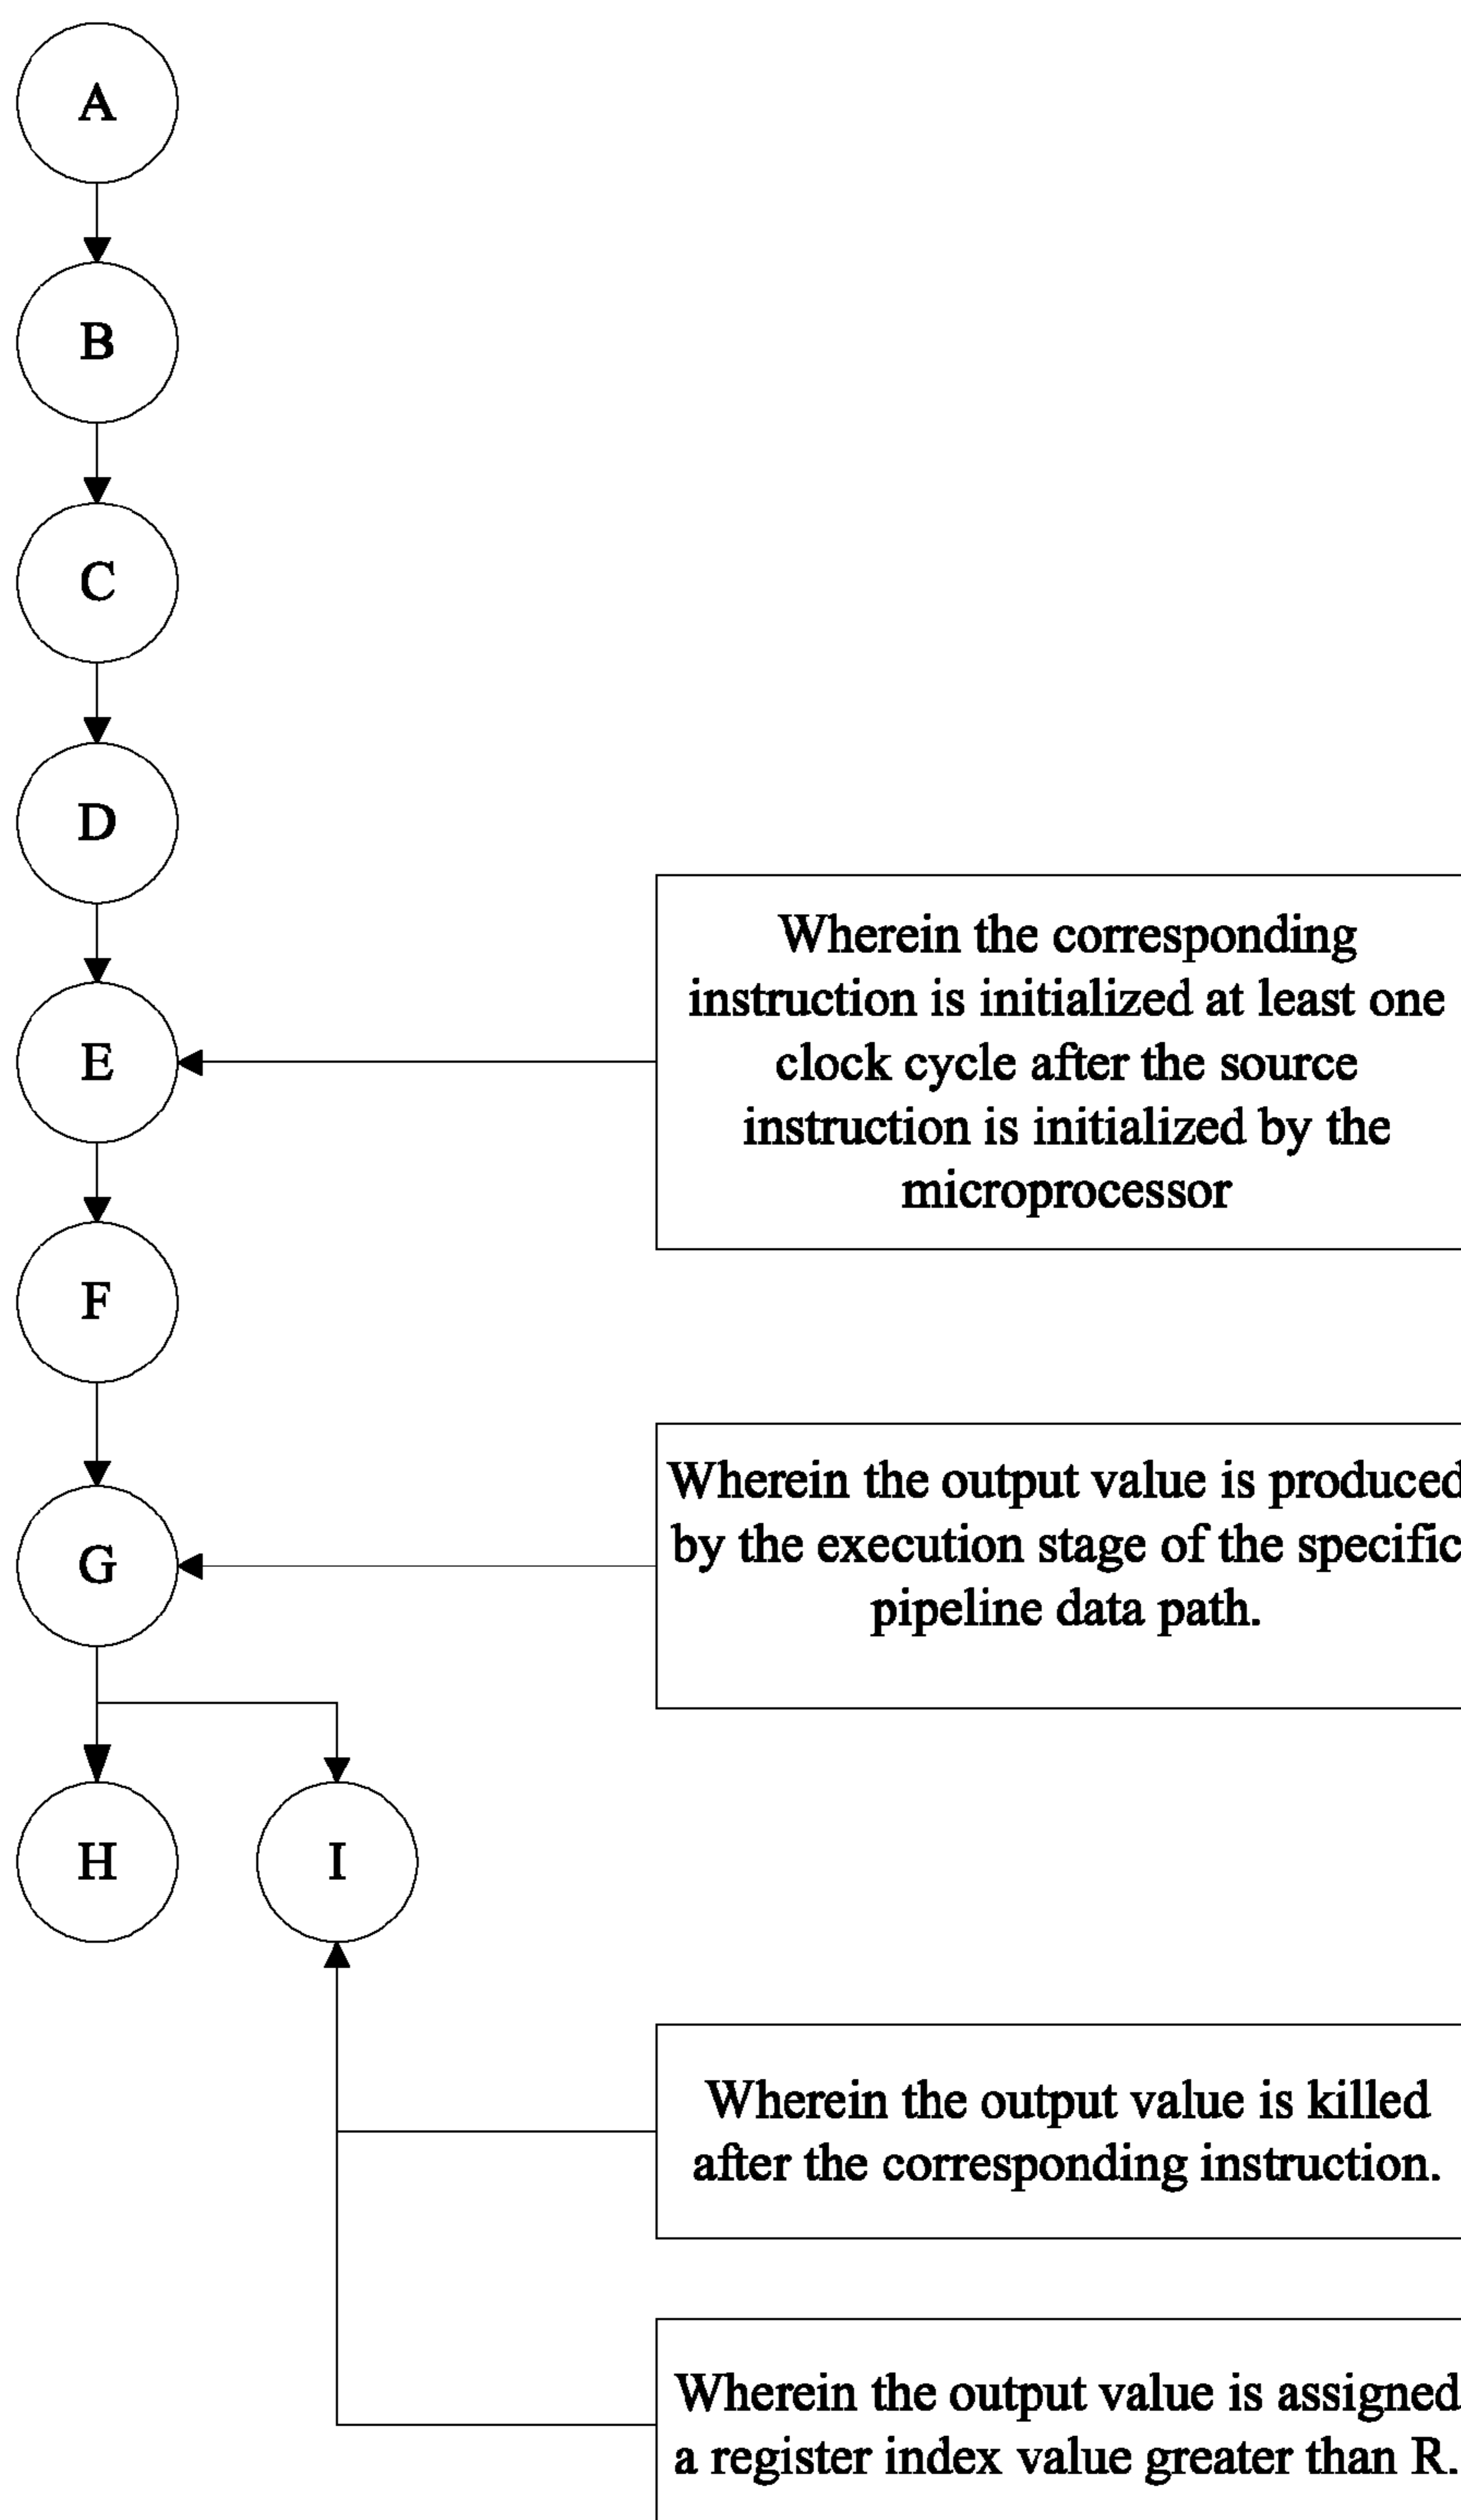 A
B
C
D
Wherein the corresponding
instruction is initialized at least one
clock cycle after the source
instruction is initialized by the
microprocessor
E
F
Wherein the output value is produced
by the execution stage of the specific
pipeline data path.
G
H
I
Wherein the output value is killed
after the corresponding instruction.
Wherein the output value is assigned
a register index value greater than R.